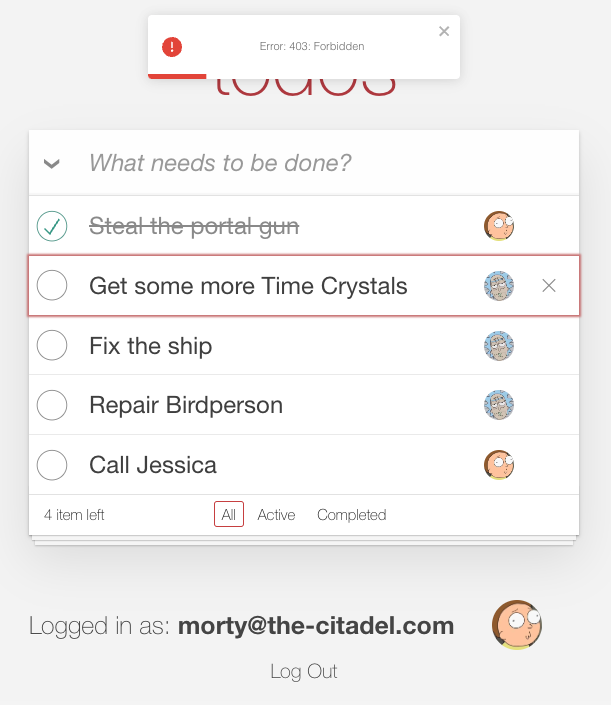 Error: 403: Forbidden
todos
What needs to be done?
Steal the portal gun
Get some more Time Crystals
Fix the ship
Repair Birdperson
Call Jessica
4 item left All Active Completed
Logged in as: morty@the-citadel.com
Log Out